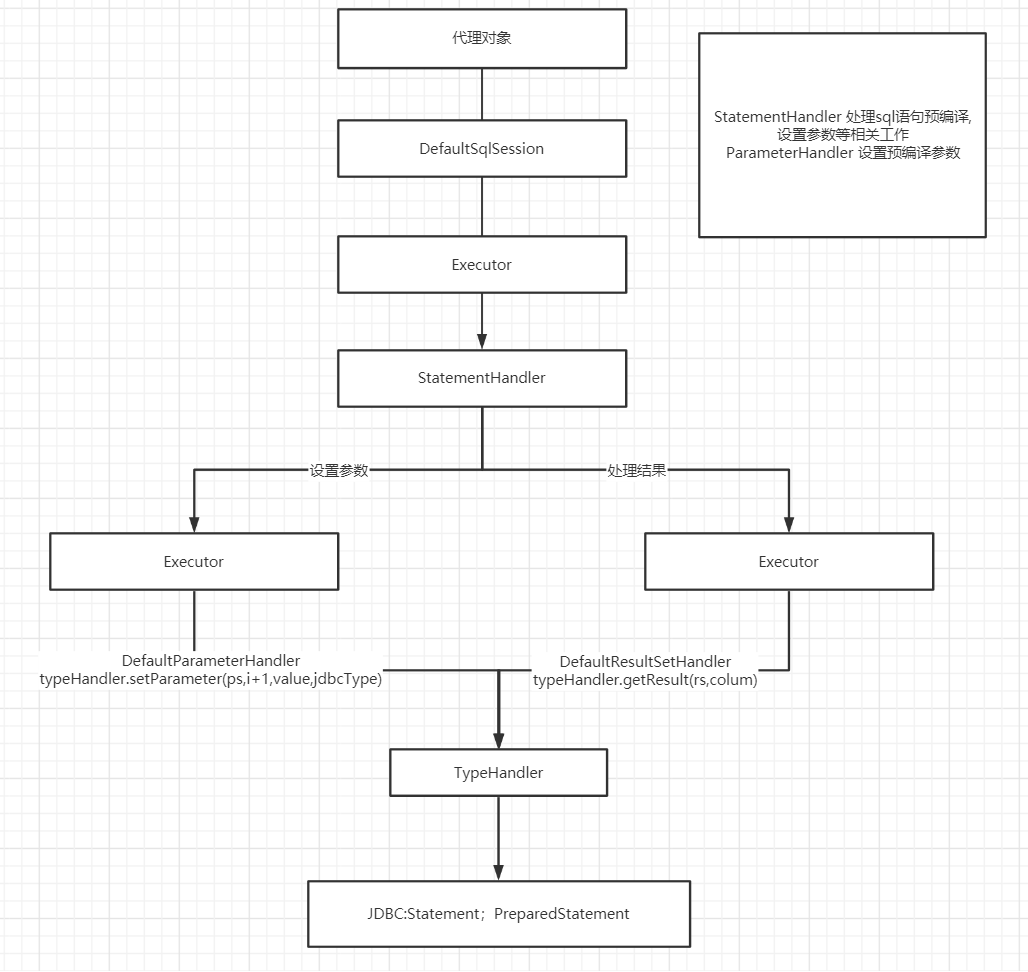 代理对象
StatementHandler 处理sql语句预编译,
设置参数等相关工作
ParameterHandler 设置预编译参数
DefaultSqlSession
Executor
StatementHandler
设置参数
处理结果
Executor
Executor
DefaultParameterHandler
typeHandler.setParameter(ps,i+1,value,jdbcType)
DefaultResultSetHandler
typeHandler.getResult(rs,colum)
TypeHandler
JDBC:Statement；PreparedStatement